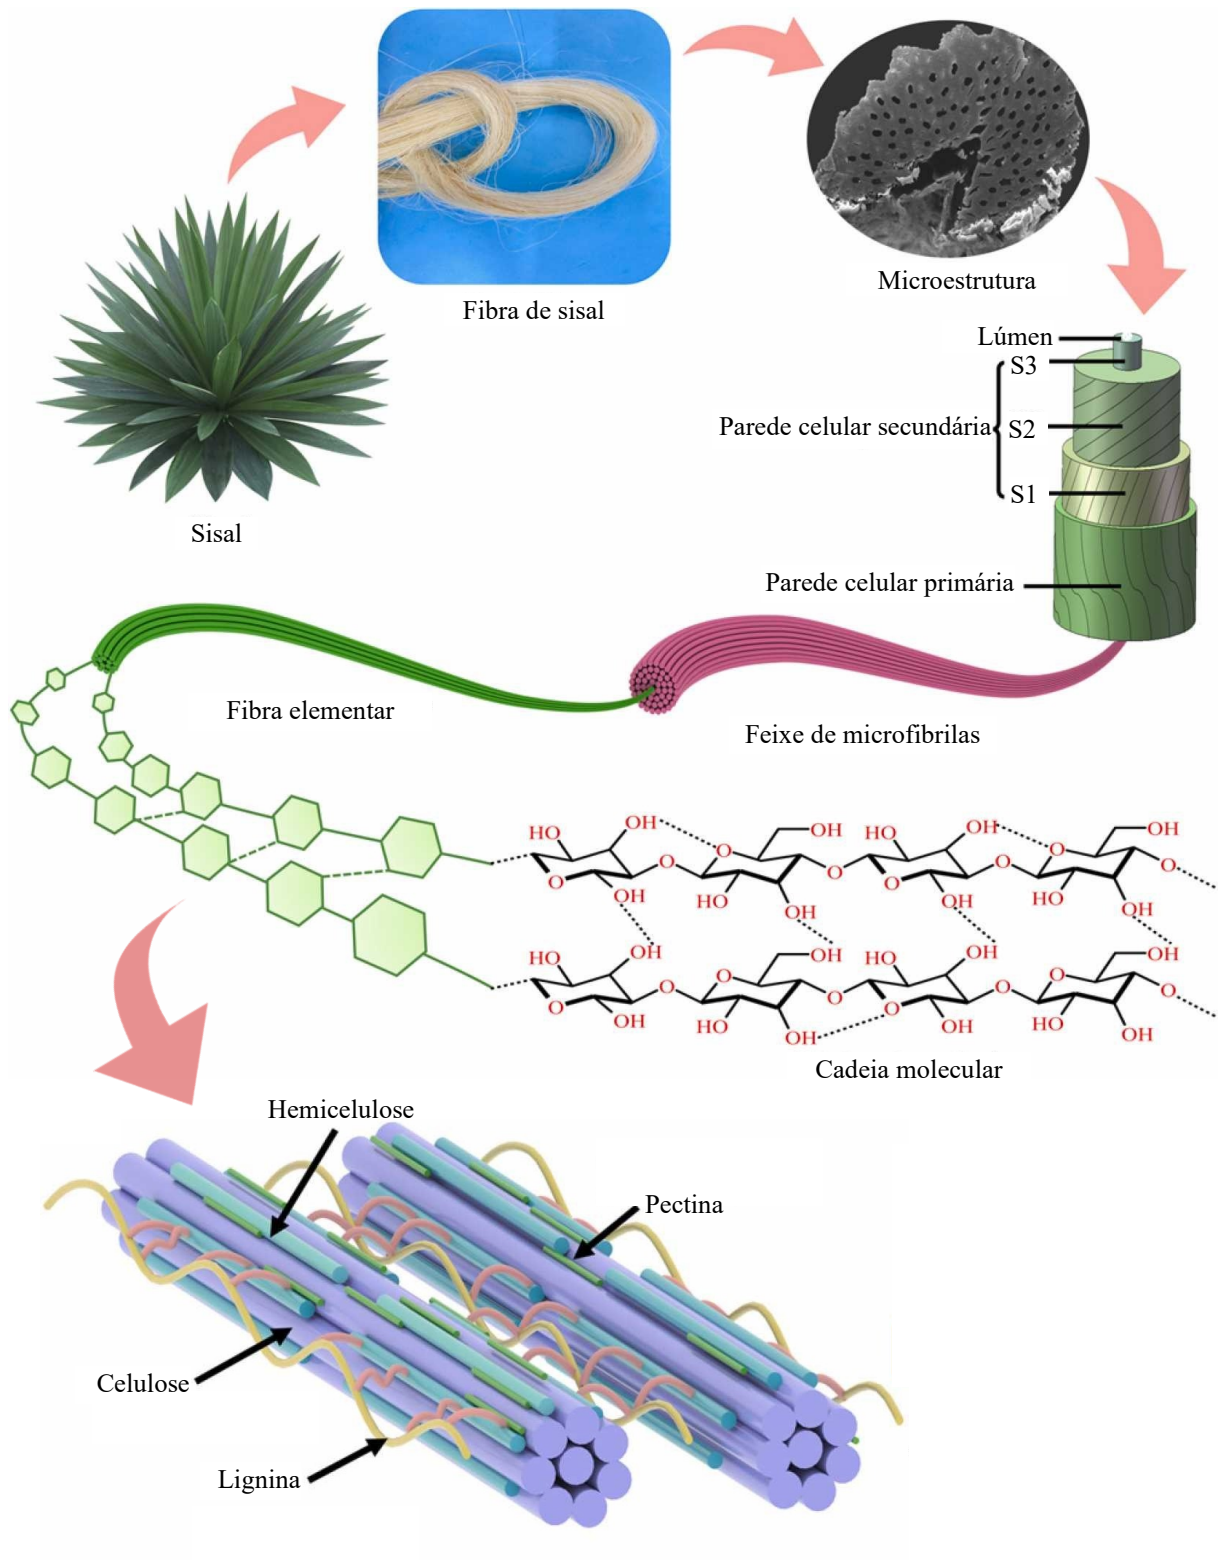 Fibra de sisal
Microestrutura
Lúmen
S3
Parede celular secundária
S2
S1
Sisal
Parede celular primária
Fibra elementar
Feixe de microfibrilas
HO
OH
O
OH
HO
OH
O
OH
O
O
O
O
O
O
OH
HO
OH
OH
HO
OH
HO
OH
O
OH
HO
OH
O
OH
O
O
O
O
O
O
OH
HO
OH
OH
HO
OH
Cadeia molecular
Hemicelulose
Pectina
Celulose
Lignina